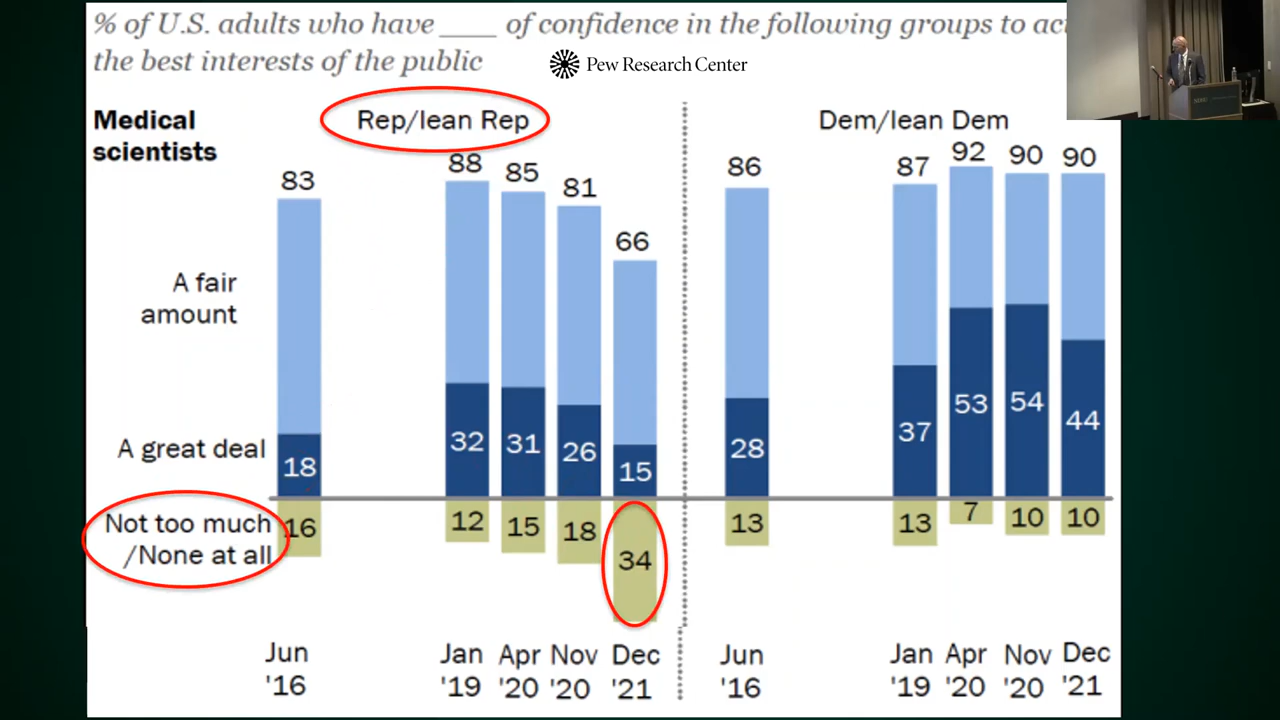 % of U.S. adults who have ____ of confidence in the following groups to
the best interests of the public
Pew Research Center
Medical
scientists
Rep/lean Rep
Dem/lean Dem
83
88
85
81
66
86
87
92
90
90
A fair
amount
A great deal
18
32
31
26
15
28
37
53
54
44
Not too much
/None at all
16
12
15
18
34
13
13
7
10
10
Jun
'16
Jan
'19
Apr
'20
Nov
'20
Dec
'21
Jun
'16
Jan
'19
Apr
'20
Nov
'20
Dec
'21